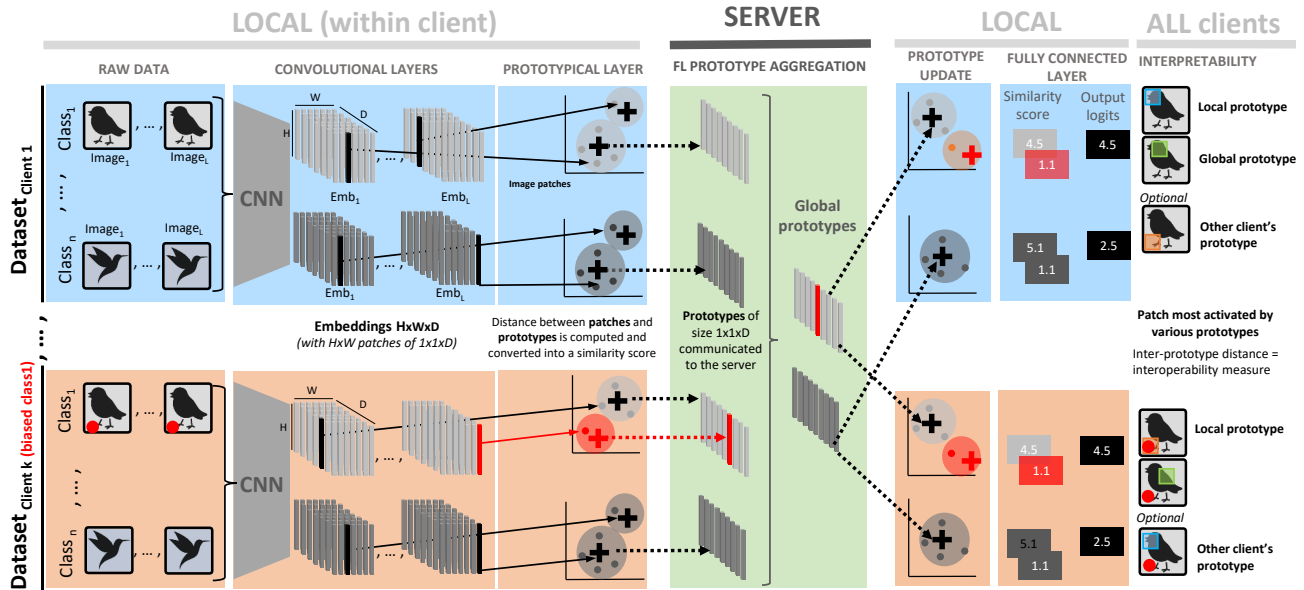 LOCAL (within client)
SERVER
LOCAL
ALL clients
RAW DATA
CONVOLUTIONAL LAYERS
PROTOTYPICAL LAYER
FL PROTOTYPE AGGREGATION
PROTOTYPE
UPDATE
FULLY CONNECTED
LAYER
INTERPRETABILITY
Dataset Client 1
Class1
Image1
, ... ,
ImageL
, ... ,
Class n
Image1
ImageL
, ... ,
CNN
W
D
H
, ... ,
Emb1
EmbL
Image patches
, ... ,
Emb1
EmbL
Global
prototypes
Similarity
score
Output
logits
4.5
1.1
4.5
5.1
1.1
2.5
Local prototype
Global prototype
Optional
Other client's
prototype
, ... ,
Embeddings HxWxD
(with HxW patches of 1x1xD)
Distance between patches and
prototypes is computed and
converted into a similarity score
Prototypes of
size 1x1xD
communicated
to the server
Patch most activated by
various prototypes
Inter-prototype distance =
interoperability measure
Dataset Client k (biased class1)
Class1
, ... ,
, ... ,
Class n
, ... ,
CNN
W
D
H
, ... ,
, ... ,
4.5
1.1
4.5
5.1
1.1
2.5
Local prototype
Optional
Other client's
prototype